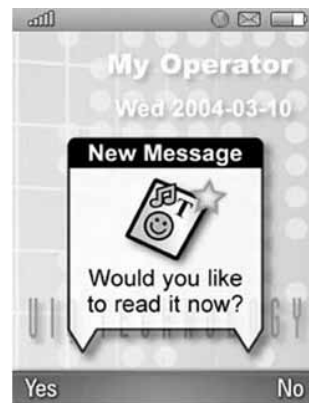 My Operator
Wed 2004-03-10
New Message
T
Would you like
to read it now?
Yes No